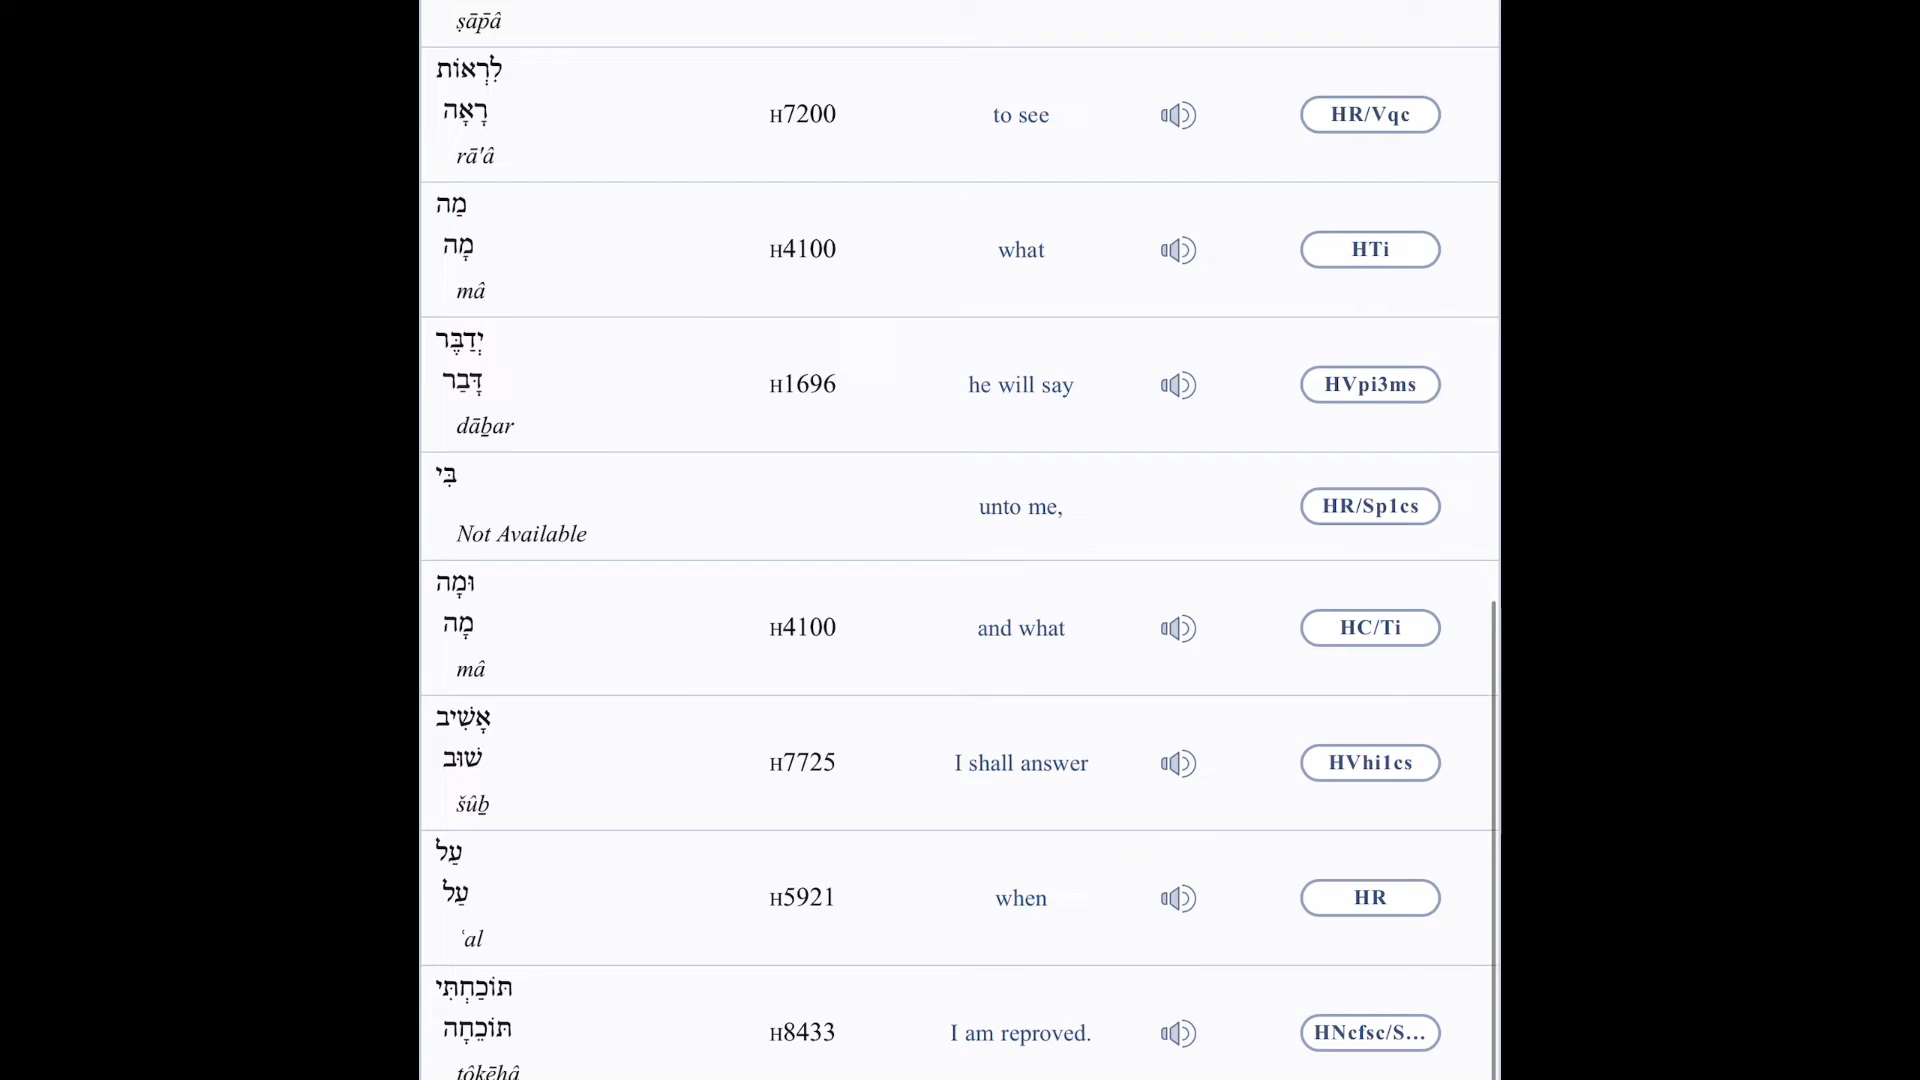 ṣāp̄â
לִרְאוֹת
רָאָה H7200 to see HR/Vqc
rā'â
מַה
מָה H4100 what HTi
mâ
יְדַבֶּר
דָּבַר H1696 he will say HVpi3ms
dāḇar
בִּי
unto me, HR/Sp1cs
Not Available
וּמָה
מָה H4100 and what HC/Ti
mâ
אָשִׁיב
שׁוּב H7725 I shall answer HVhi1cs
šûḇ
עַל
עַל H5921 when HR
ʿal
תּוֹכַחְתִּי
תּוֹכֵחָה H8433 I am reproved. HNcfsc/S...
tôḵēḥâ